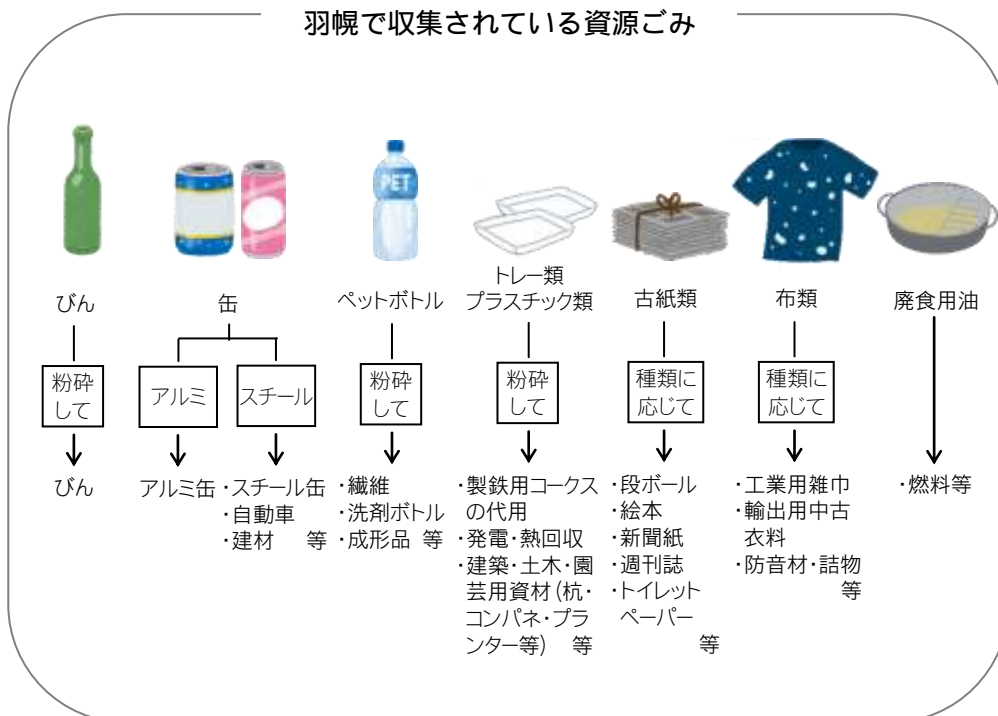 羽幌で収集されている資源ごみ
PET
びん
缶
ペットボトル
トレー類
プラスチック類
古紙類
布類
廃食用油
粉砕
して
アルミ
スチール
粉砕
して
粉砕
して
種類に
応じて
種類に
応じて
びん
アルミ缶
・スチール缶
・自動車
・建材 等
・繊維
・洗剤ボトル
・成形品 等
・製鉄用コークス
の代用
・発電・熱回収
・建築・土木・園
芸用資材(杭・
コンパネ・プラ
ンター等) 等
・段ボール
・絵本
・新聞紙
・週刊誌
・トイレット
ペーパー
等
・工業用雑巾
・輸出用中古
衣料
・防音材・詰物
等
・燃料等